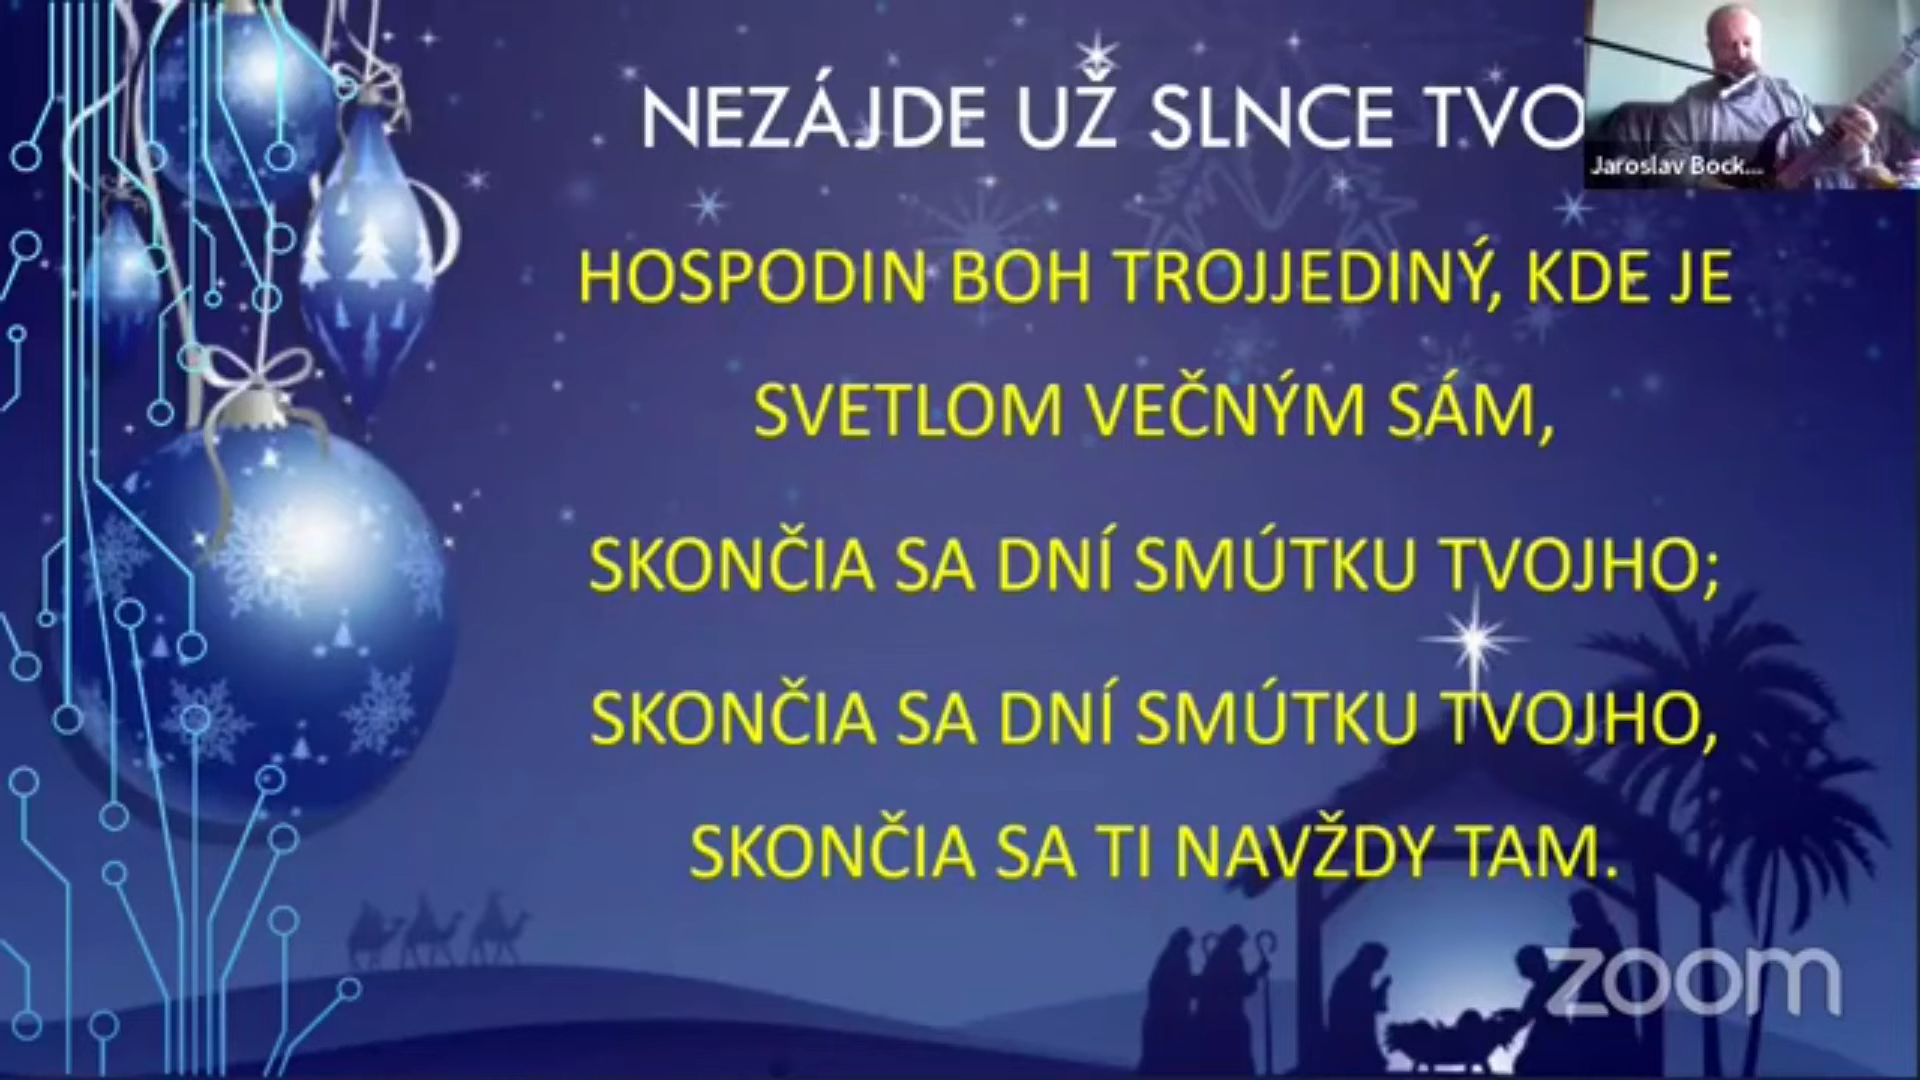 NEZÁJDE UŽ SLNCE TVO
Jaroslav Bock...
HOSPODIN BOH TROJJEDINÝ, KDE JE
SVETLOM VEČNÝM SÁM,
SKONČIA SA DNÍ SMÚTKU TVOJHO;
SKONČIA SA DNÍ SMÚTKU TVOJHO,
SKONČIA SA TI NAVŽDY TAM.
zoom